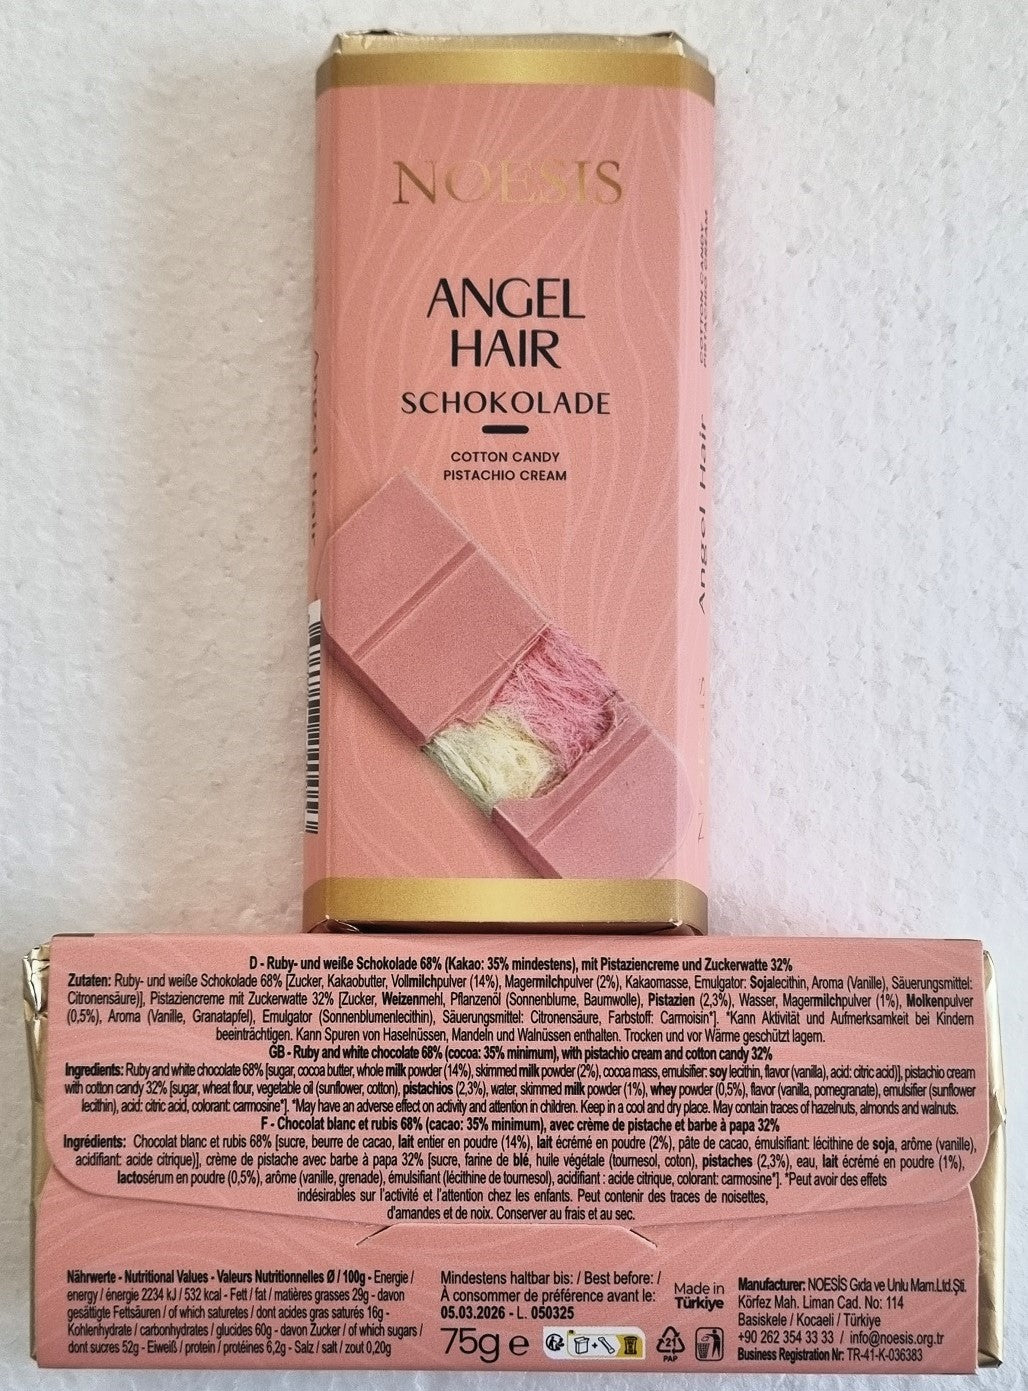 NOESIS
ANGEL
HAIR
SCHOKOLADE
COTTON CANDY
PISTACHIO CREAM
COTTON CANDY
PISTACHIO CREAM
Angel Hair
D - Ruby- und weiße Schokolade 68% (Kakao: 35% mindestens), mit Pistaziencreme und Zuckerwatte 32%
Zutaten: Ruby- und weiße Schokolade 68% [Zucker, Kakaobutter, Vollmilchpulver (14%), Magermilchpulver (2%), Kakaomasse, Emulgator: Sojalecithin, Aroma (Vanille), Säuerungsmittel:
Citronensäure)], Pistaziencreme mit Zuckerwatte 32% [Zucker, Weizenmehl, Pflanzenöl (Sonnenblume, Baumwolle), Pistazien (2,3%), Wasser, Magermilchpulver (1%), Molkenpulver
(0,5%), Aroma (Vanille, Granatapfel), Emulgator (Sonnenblumenlecithin), Säuerungsmittel: Citronensäure, Farbstoff: Carmoisin*]. *Kann Aktivität und Aufmerksamkeit bei Kindern
beeinträchtigen. Kann Spuren von Haselnüssen, Mandeln und Walnüssen enthalten. Trocken und vor Wärme geschützt lagern.
GB - Ruby and white chocolate 68% (cocoa: 35% minimum), with pistachio cream and cotton candy 32%
Ingredients: Ruby and white chocolate 68% [sugar, cocoa butter, whole milk powder (14%), skimmed milk powder (2%), cocoa mass, emulsifier: soy lecithin, flavor (vanilla), acid: citric acid)], pistachio cream
with cotton candy 32% [sugar, wheat flour, vegetable oil (sunflower, cotton), pistachios (2,3%), water, skimmed milk powder (1%), whey powder (0,5%), flavor (vanilla, pomegranate), emulsifier (sunflower
lecithin), acid: citric acid, colorant: carmosine*]. *May have an adverse effect on activity and attention in children. Keep in a cool and dry place. May contain traces of hazelnuts, almonds and walnuts.
F - Chocolat blanc et rubis 68% (cacao: 35% minimum), avec crème de pistache et barbe à papa 32%
Ingrédients: Chocolat blanc et rubis 68% [sucre, beurre de cacao, lait entier en poudre (14%), lait écrémé en poudre (2%), pâte de cacao, émulsifiant: lécithine de soja, arôme (vanille),
acidifiant: acide citrique)], crème de pistache avec barbe à papa 32% [sucre, farine de blé, huile végétale (tournesol, coton), pistaches (2,3%), eau, lait écrémé en poudre (1%),
lactosérum en poudre (0,5%), arôme (vanille, grenade), émulsifiant (lécithine de tournesol), acidifiant : acide citrique, colorant: carmosine*]. *Peut avoir des effets
indésirables sur l'activité et l'attention chez les enfants. Peut contenir des traces de noisettes,
d'amandes et de noix. Conserver au frais et au sec.
Nährwerte - Nutritional Values - Valeurs Nutritionnelles Ø / 100g - Energie /
energy / énergie 2234 kJ / 532 kcal - Fett / fat / matières grasses 29g - davon
gesättigte Fettsäuren / of which saturetes / dont acides gras saturés 16g -
Kohlenhydrate / carbonhydrates / glucides 60g - davon Zucker / of which sugars /
dont sucres 52g - Eiweiß / protein / protéines 6,2g - Salz / salt / zout 0,20g
Mindestens haltbar bis: / Best before: /
À consommer de préférence avant le:
05.03.2026 - L. 050325
75g e
21
PAP
Made in
Türkiye
Manufacturer: NOESİS Gıda ve Unlu Mam.Ltd.Şti.
Körfez Mah. Liman Cad. No: 114
Basiskele / Kocaeli / Türkiye
+90 262 354 33 33 / info@noesis.org.tr
Business Registration Nr: TR-41-K-036383